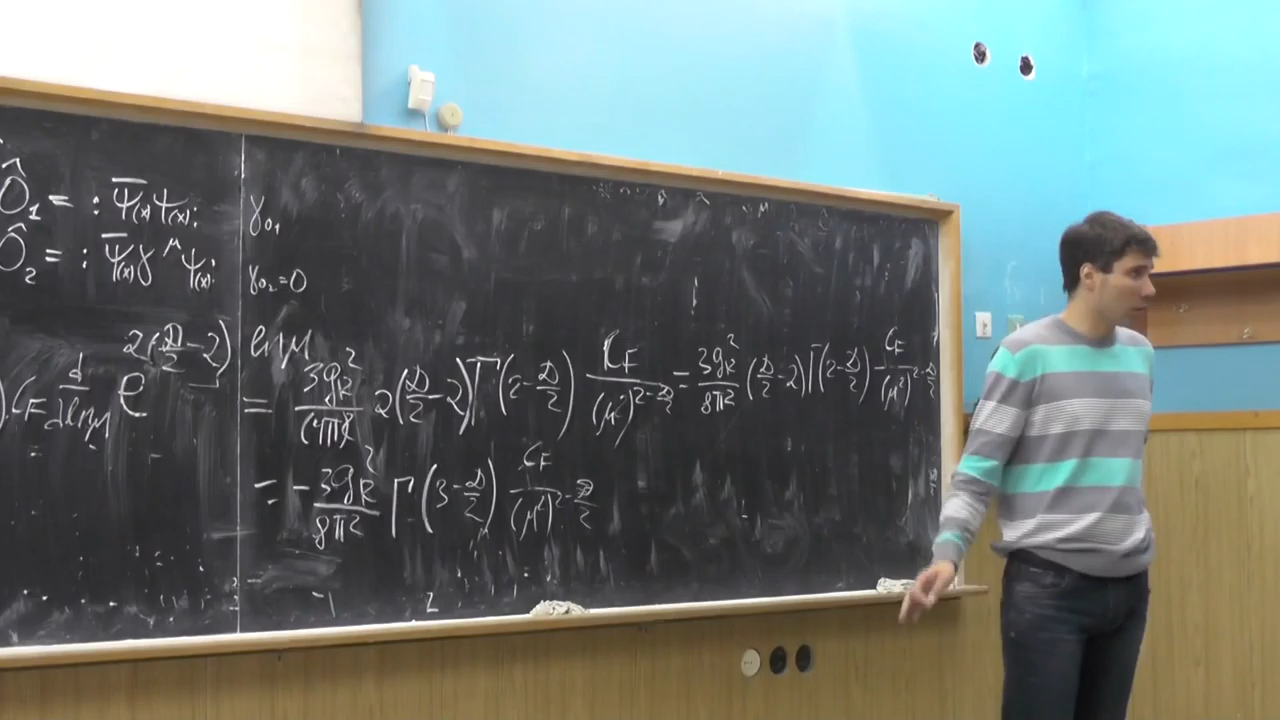 Ô₁ = : Ψ̄(x) Ψ(x) :
γ_{O₁}
Ô₂ = : Ψ̄(x) γ^μ Ψ(x) :
γ_{O₂} = 0
) C_F d/dlnμ e^{2(D/2 - 2) lnμ} = 3g_R²/(4π)² 2(D/2 - 2) Γ(2 - D/2) C_F/(μ²)^{2 - D/2} = 3g_R²/8π² (D/2 - 2) Γ(2 - D/2) C_F/(μ²)^{2 - D/2}
= - 3g_R²/8π² Γ(3 - D/2) C_F/(μ²)^{2 - D/2}